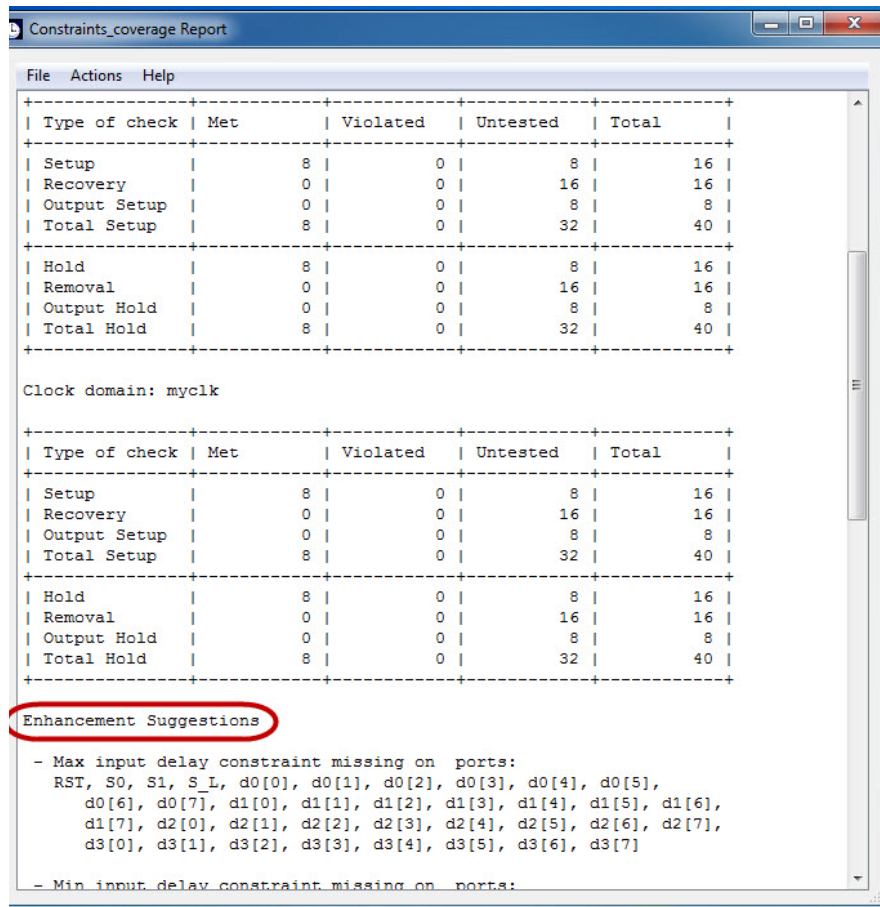 Constraints_coverage Report
File Actions Help
+----------------+------------+------------+------------+------------+
| Type of check | Met | Violated | Untested | Total |
+----------------+------------+------------+------------+------------+
| Setup | 8 | 0 | 8 | 16 |
| Recovery | 0 | 0 | 16 | 16 |
| Output Setup | 0 | 0 | 8 | 8 |
| Total Setup | 8 | 0 | 32 | 40 |
+----------------+------------+------------+------------+------------+
| Hold | 8 | 0 | 8 | 16 |
| Removal | 0 | 0 | 16 | 16 |
| Output Hold | 0 | 0 | 8 | 8 |
| Total Hold | 8 | 0 | 32 | 40 |
+----------------+------------+------------+------------+------------+
Clock domain: myclk
+----------------+------------+------------+------------+------------+
| Type of check | Met | Violated | Untested | Total |
+----------------+------------+------------+------------+------------+
| Setup | 8 | 0 | 8 | 16 |
| Recovery | 0 | 0 | 16 | 16 |
| Output Setup | 0 | 0 | 8 | 8 |
| Total Setup | 8 | 0 | 32 | 40 |
+----------------+------------+------------+------------+------------+
| Hold | 8 | 0 | 8 | 16 |
| Removal | 0 | 0 | 16 | 16 |
| Output Hold | 0 | 0 | 8 | 8 |
| Total Hold | 8 | 0 | 32 | 40 |
+----------------+------------+------------+------------+------------+
Enhancement Suggestions
- Max input delay constraint missing on ports:
RST, S0, S1, S_L, d0[0], d0[1], d0[2], d0[3], d0[4], d0[5],
d0[6], d0[7], d1[0], d1[1], d1[2], d1[3], d1[4], d1[5], d1[6],
d1[7], d2[0], d2[1], d2[2], d2[3], d2[4], d2[5], d2[6], d2[7],
d3[0], d3[1], d3[2], d3[3], d3[4], d3[5], d3[6], d3[7]
- Min input delay constraint missing on ports: